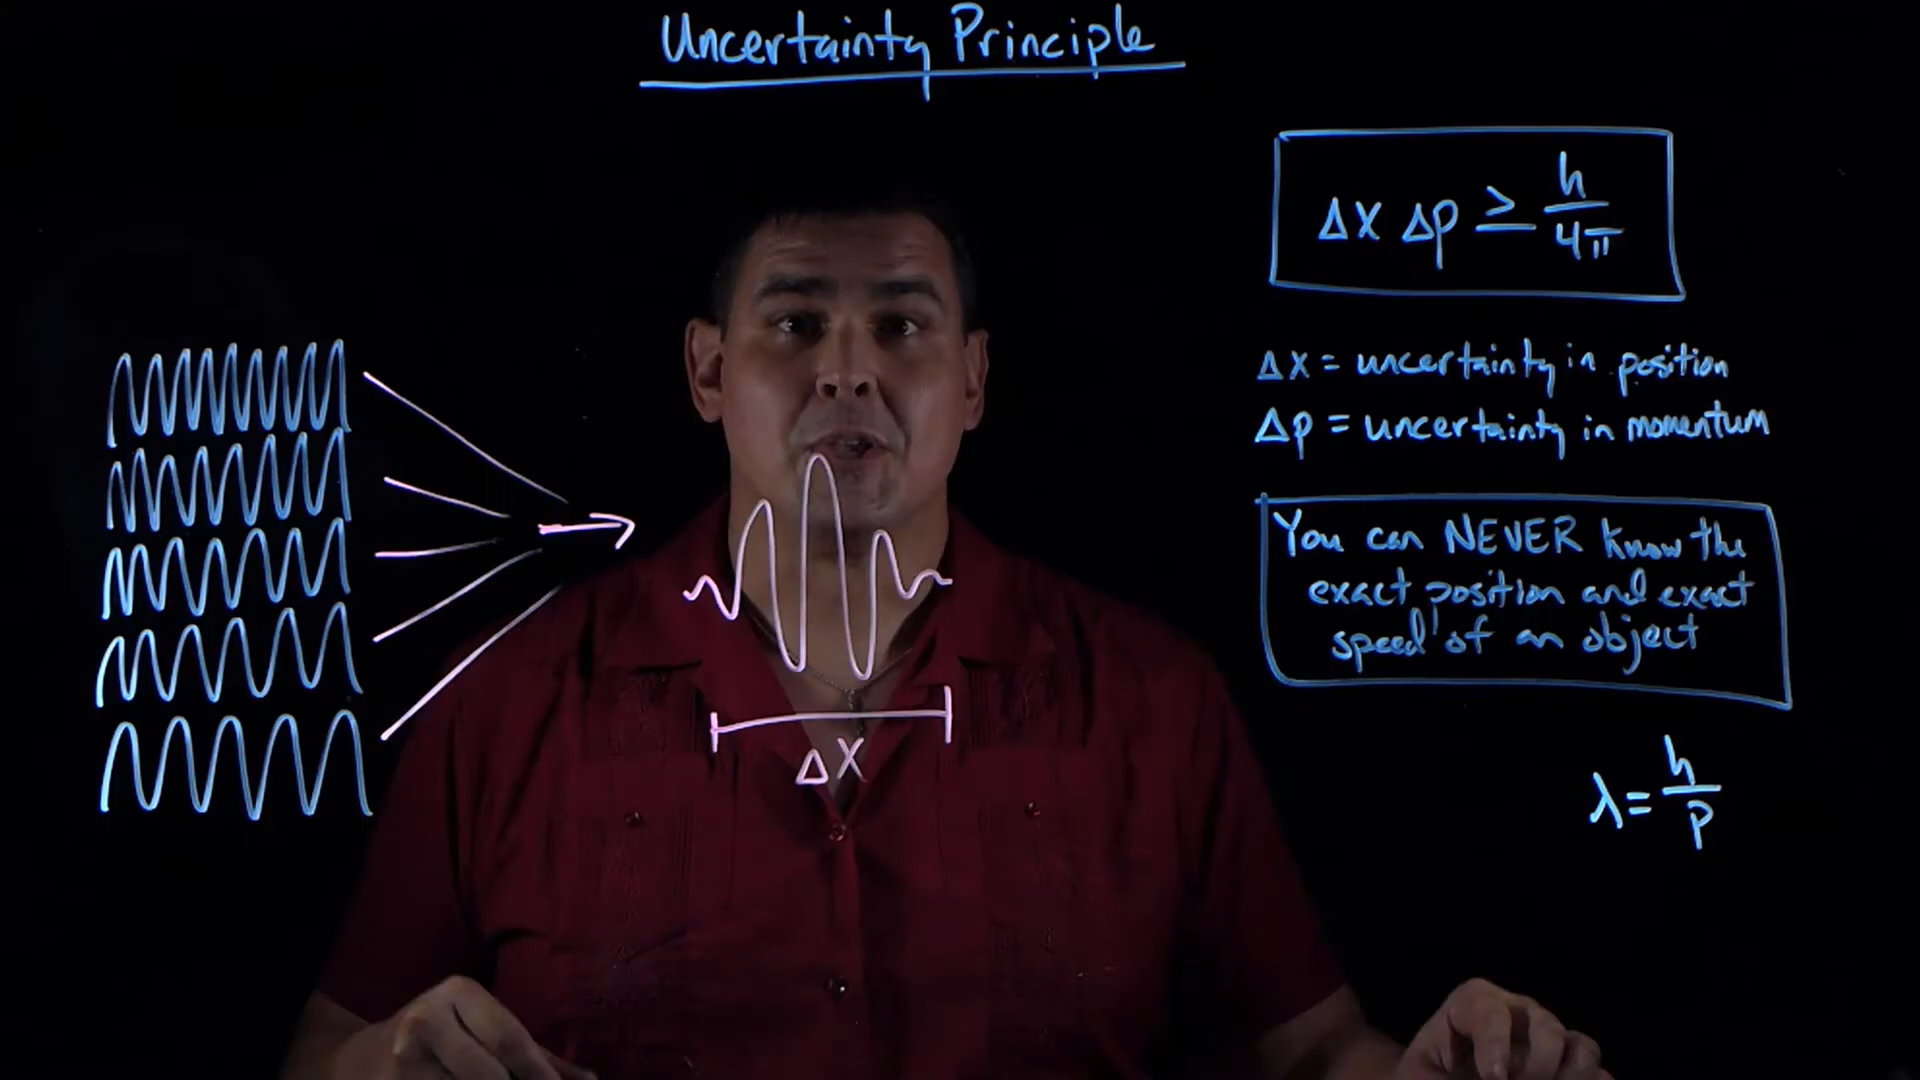 Uncertainty Principle
Δx Δp ≥ h/4π
Δx = uncertainty in position
Δp = uncertainty in momentum
You can NEVER know the
exact position and exact
speed of an object
Δx
λ = h/p